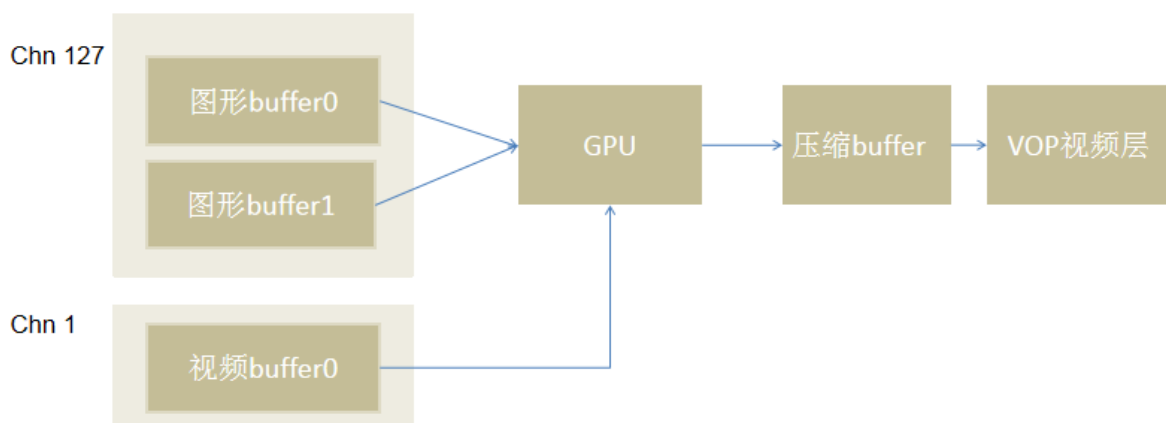 Chn 127
图形buffer0
图形buffer1
GPU
压缩buffer
VOP视频层
Chn 1
视频buffer0